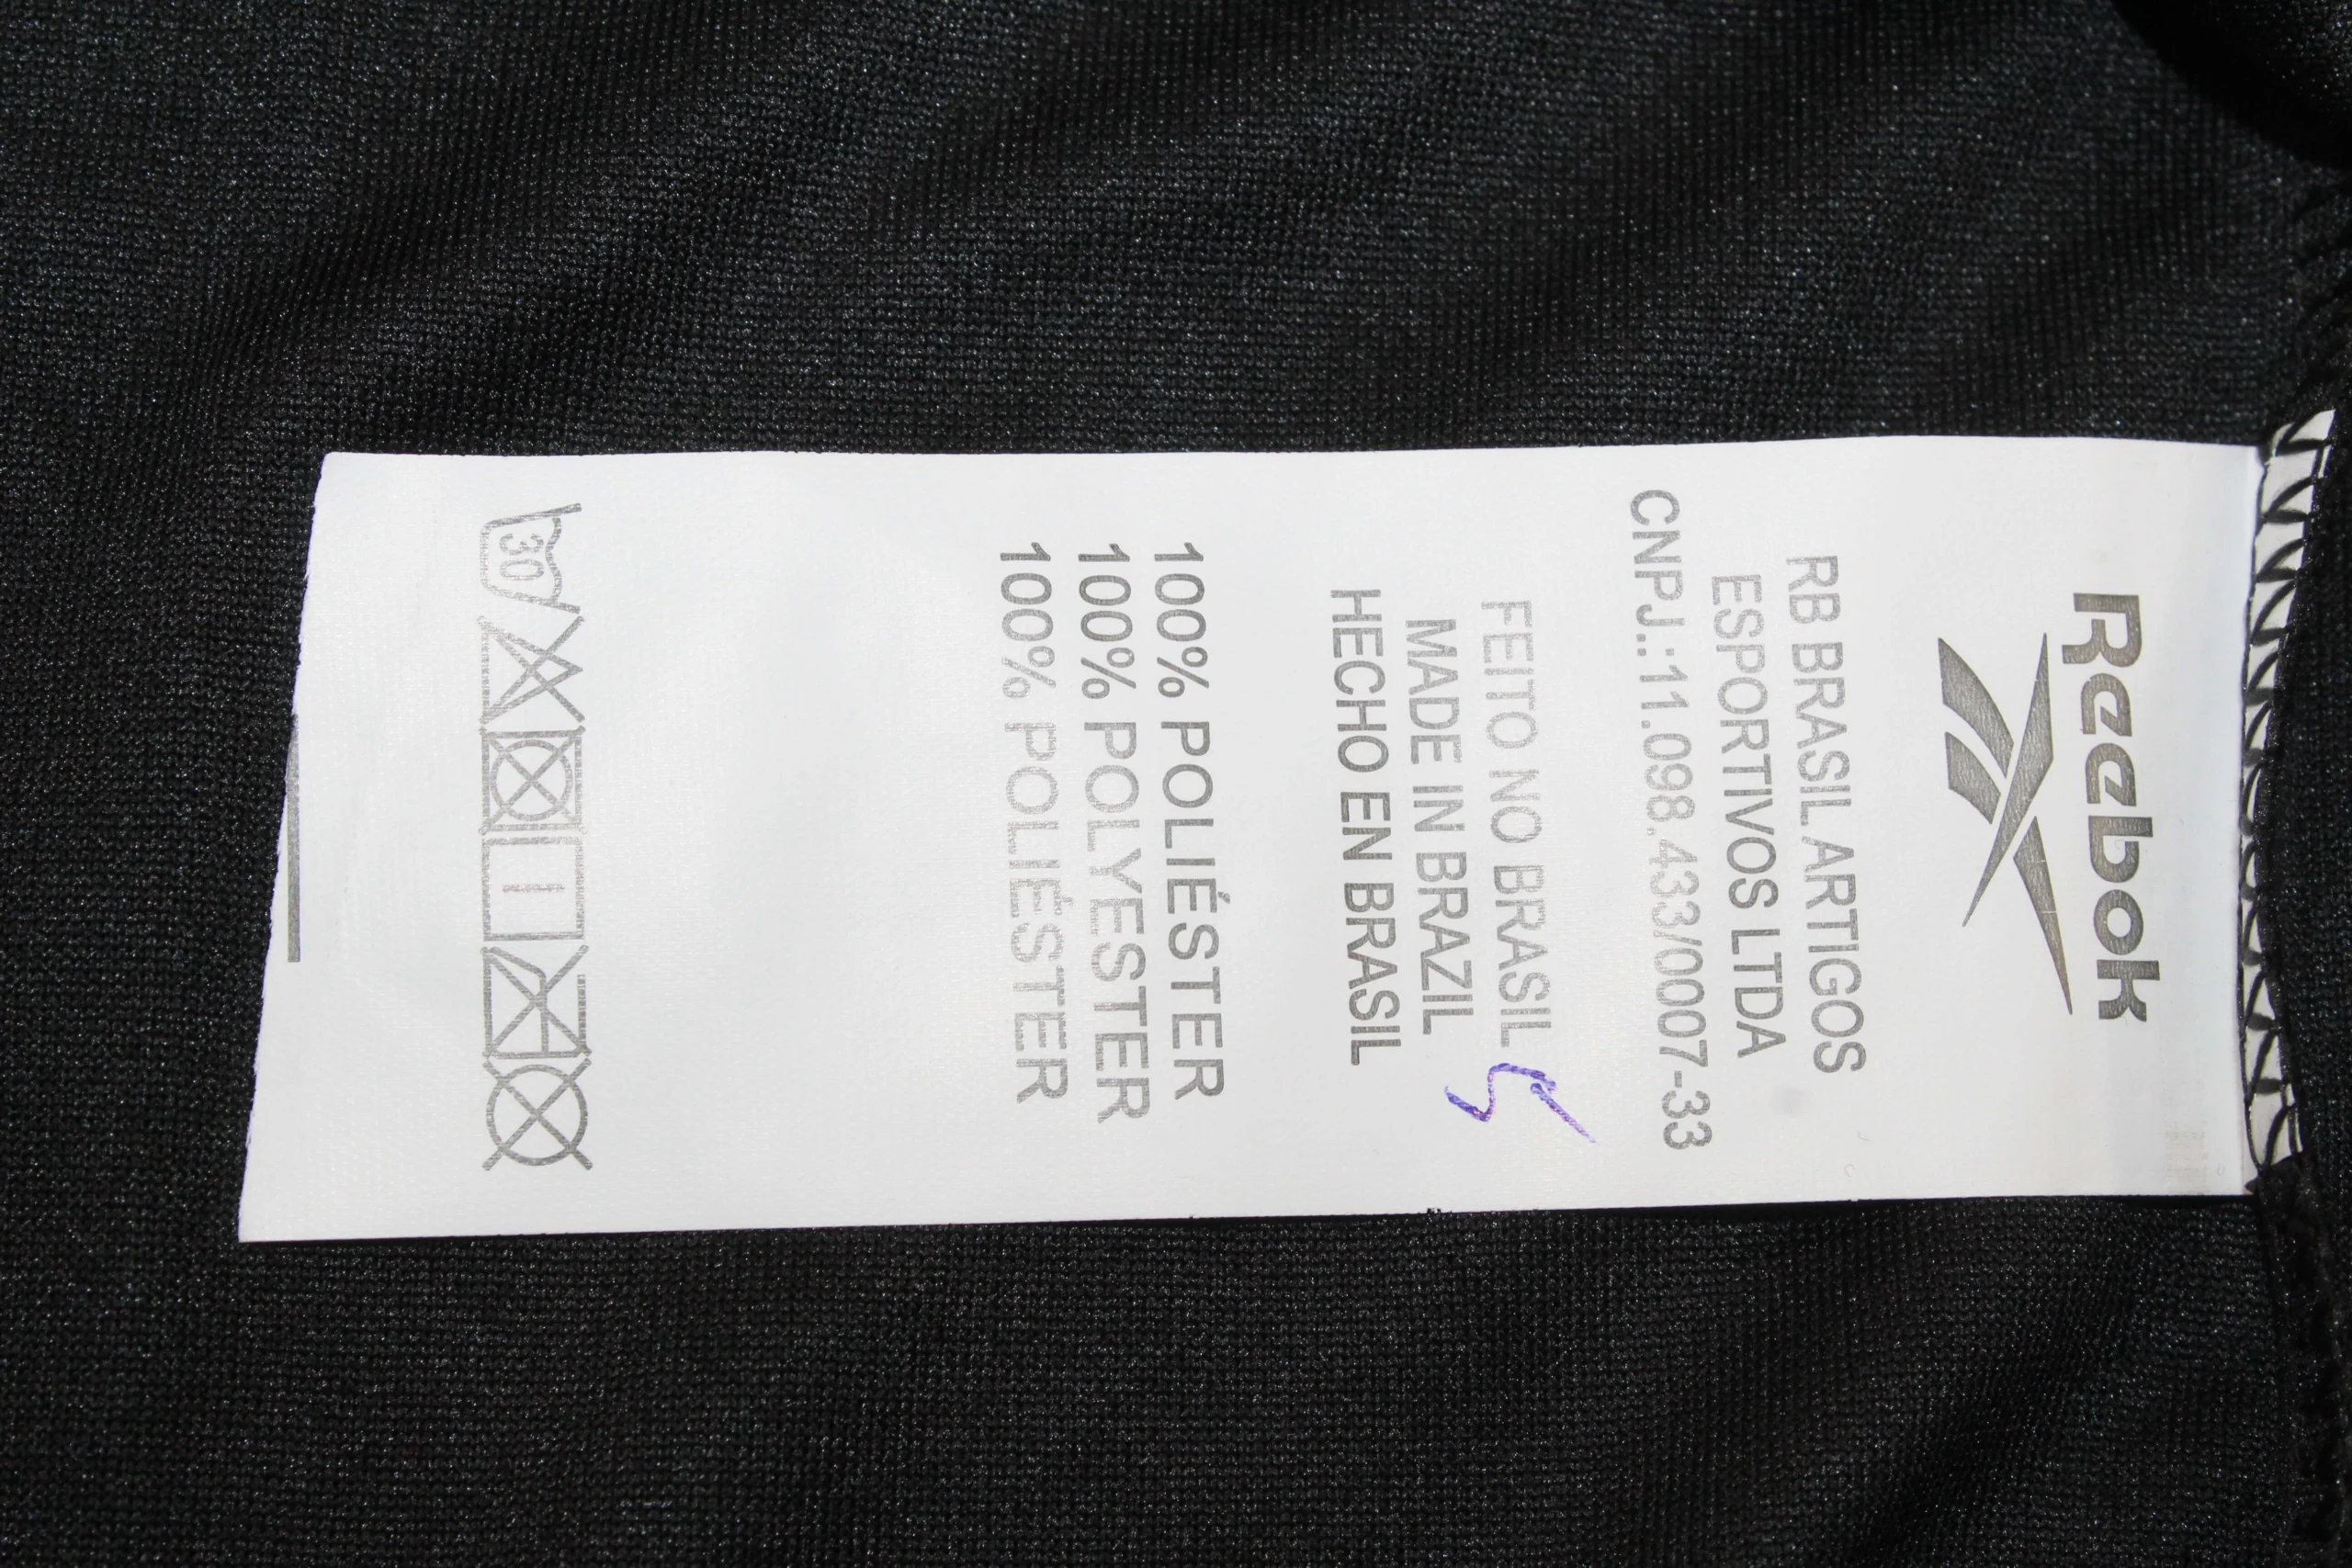 Reebok
RB BRASIL ARTIGOS
ESPORTIVOS LTDA
CNPJ.:11.098.433/0007-33
FEITO NO BRASIL
MADE IN BRAZIL
HECHO EN BRASIL
100% POLIÉSTER
100% POLYESTER
100% POLIÉSTER
30